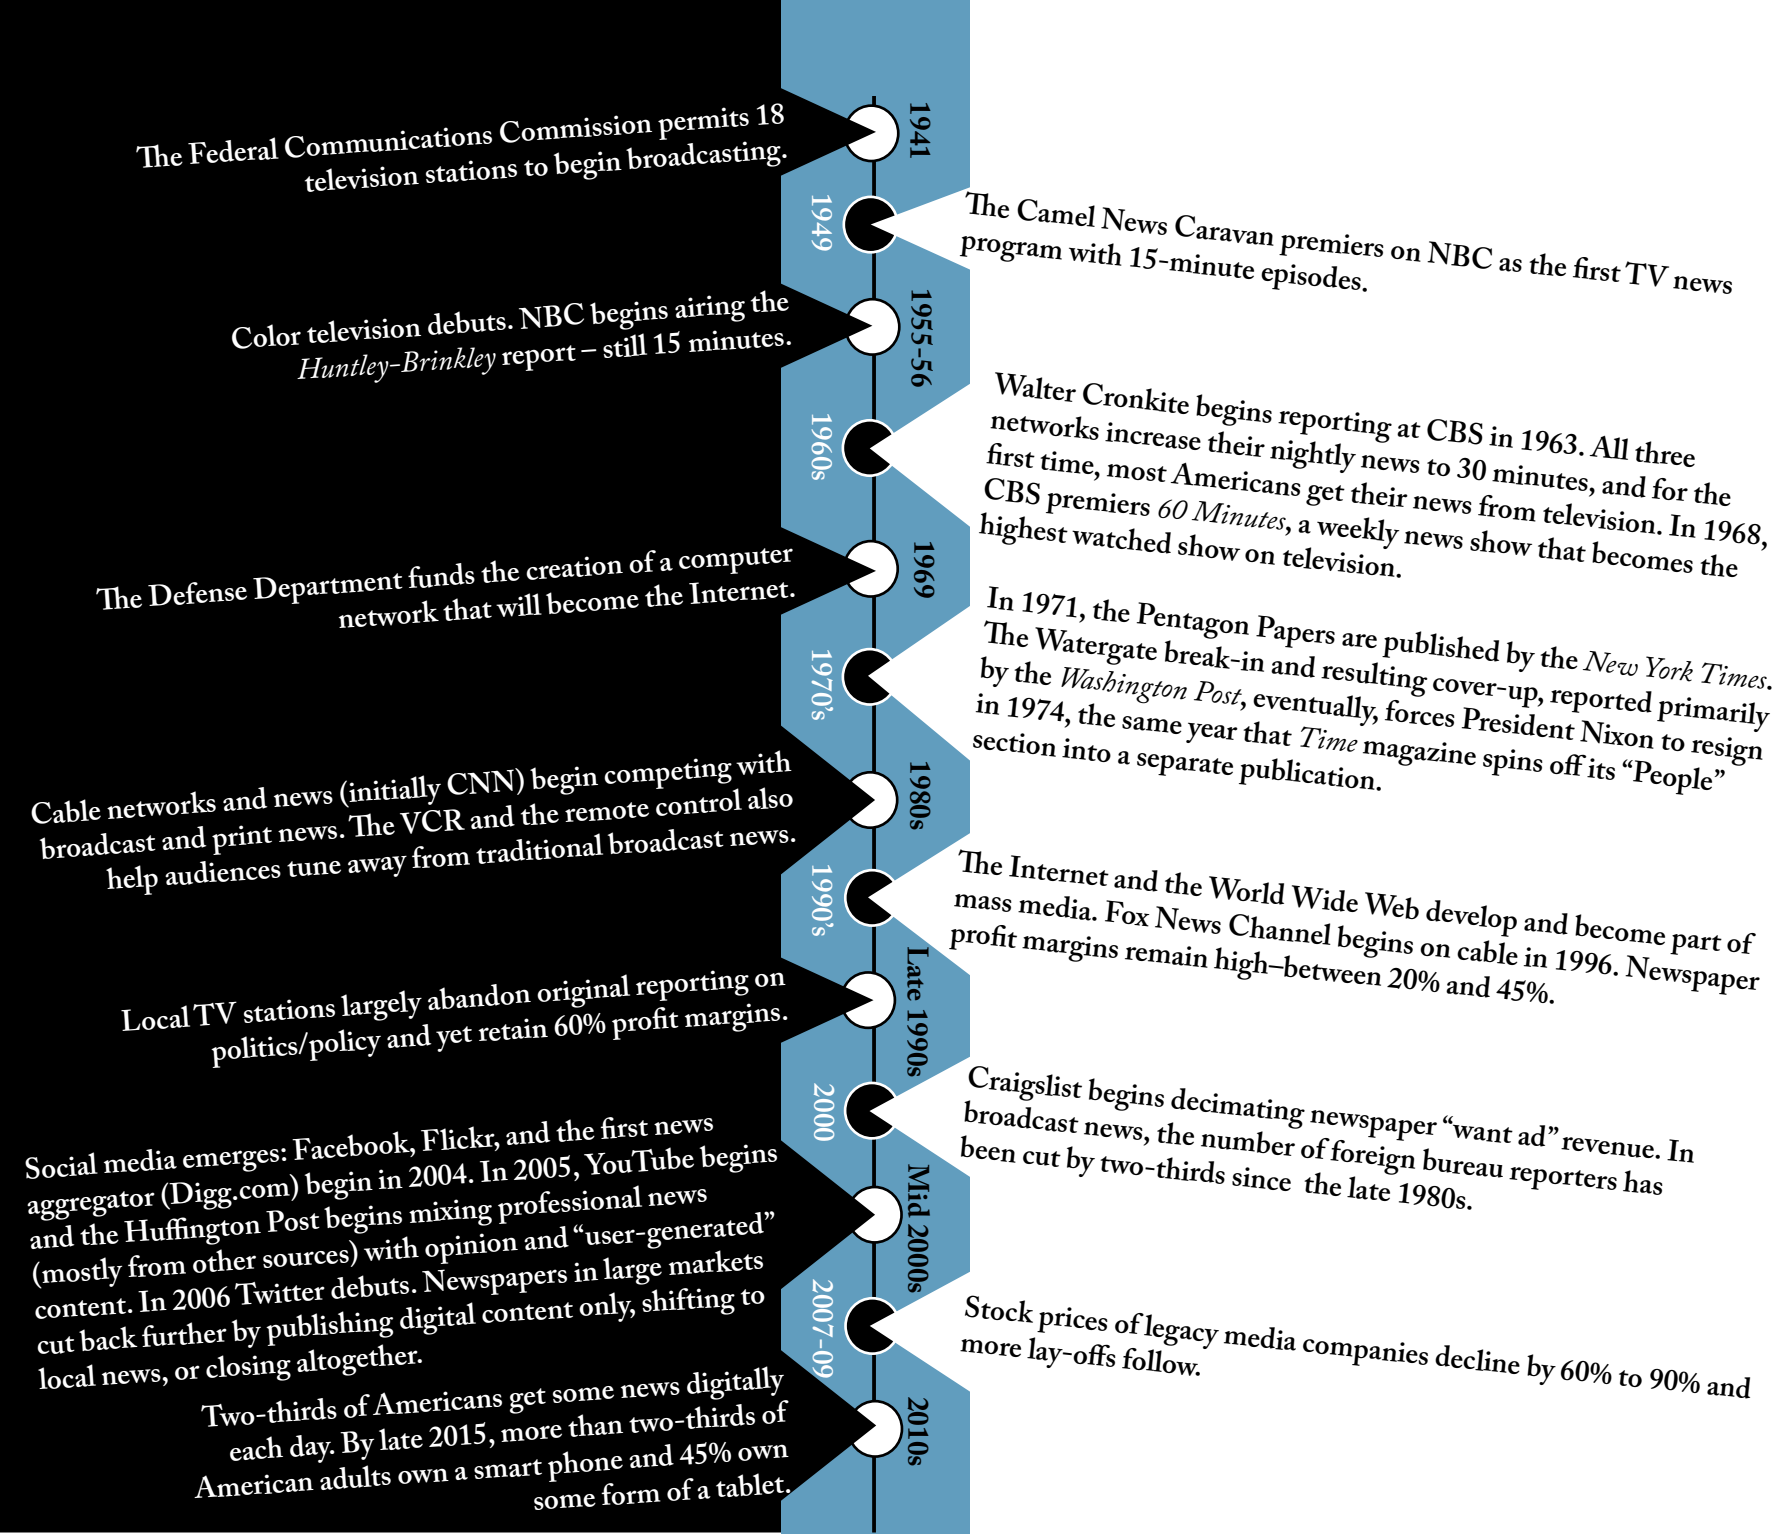 1941
The Federal Communications Commission permits 18
television stations to begin broadcasting.
1949
The Camel News Caravan premiers on NBC as the first TV news
program with 15-minute episodes.
1955-56
Color television debuts. NBC begins airing the
Huntley-Brinkley report – still 15 minutes.
1960s
Walter Cronkite begins reporting at CBS in 1963. All three
networks increase their nightly news to 30 minutes, and for the
first time, most Americans get their news from television. In 1968,
CBS premiers 60 Minutes, a weekly news show that becomes the
highest watched show on television.
1969
The Defense Department funds the creation of a computer
network that will become the Internet.
1970's
In 1971, the Pentagon Papers are published by the New York Times.
The Watergate break-in and resulting cover-up, reported primarily
by the Washington Post, eventually, forces President Nixon to resign
in 1974, the same year that Time magazine spins off its “People”
section into a separate publication.
1980s
Cable networks and news (initially CNN) begin competing with
broadcast and print news. The VCR and the remote control also
help audiences tune away from traditional broadcast news.
1990's
The Internet and the World Wide Web develop and become part of
mass media. Fox News Channel begins on cable in 1996. Newspaper
profit margins remain high–between 20% and 45%.
Late 1990s
Local TV stations largely abandon original reporting on
politics/policy and yet retain 60% profit margins.
2000
Craigslist begins decimating newspaper “want ad” revenue. In
broadcast news, the number of foreign bureau reporters has
been cut by two-thirds since the late 1980s.
Mid 2000s
Social media emerges: Facebook, Flickr, and the first news
aggregator (Digg.com) begin in 2004. In 2005, YouTube begins
and the Huffington Post begins mixing professional news
(mostly from other sources) with opinion and “user-generated”
content. In 2006 Twitter debuts. Newspapers in large markets
cut back further by publishing digital content only, shifting to
local news, or closing altogether.
2007-09
Stock prices of legacy media companies decline by 60% to 90% and
more lay-offs follow.
2010s
Two-thirds of Americans get some news digitally
each day. By late 2015, more than two-thirds of
American adults own a smart phone and 45% own
some form of a tablet.